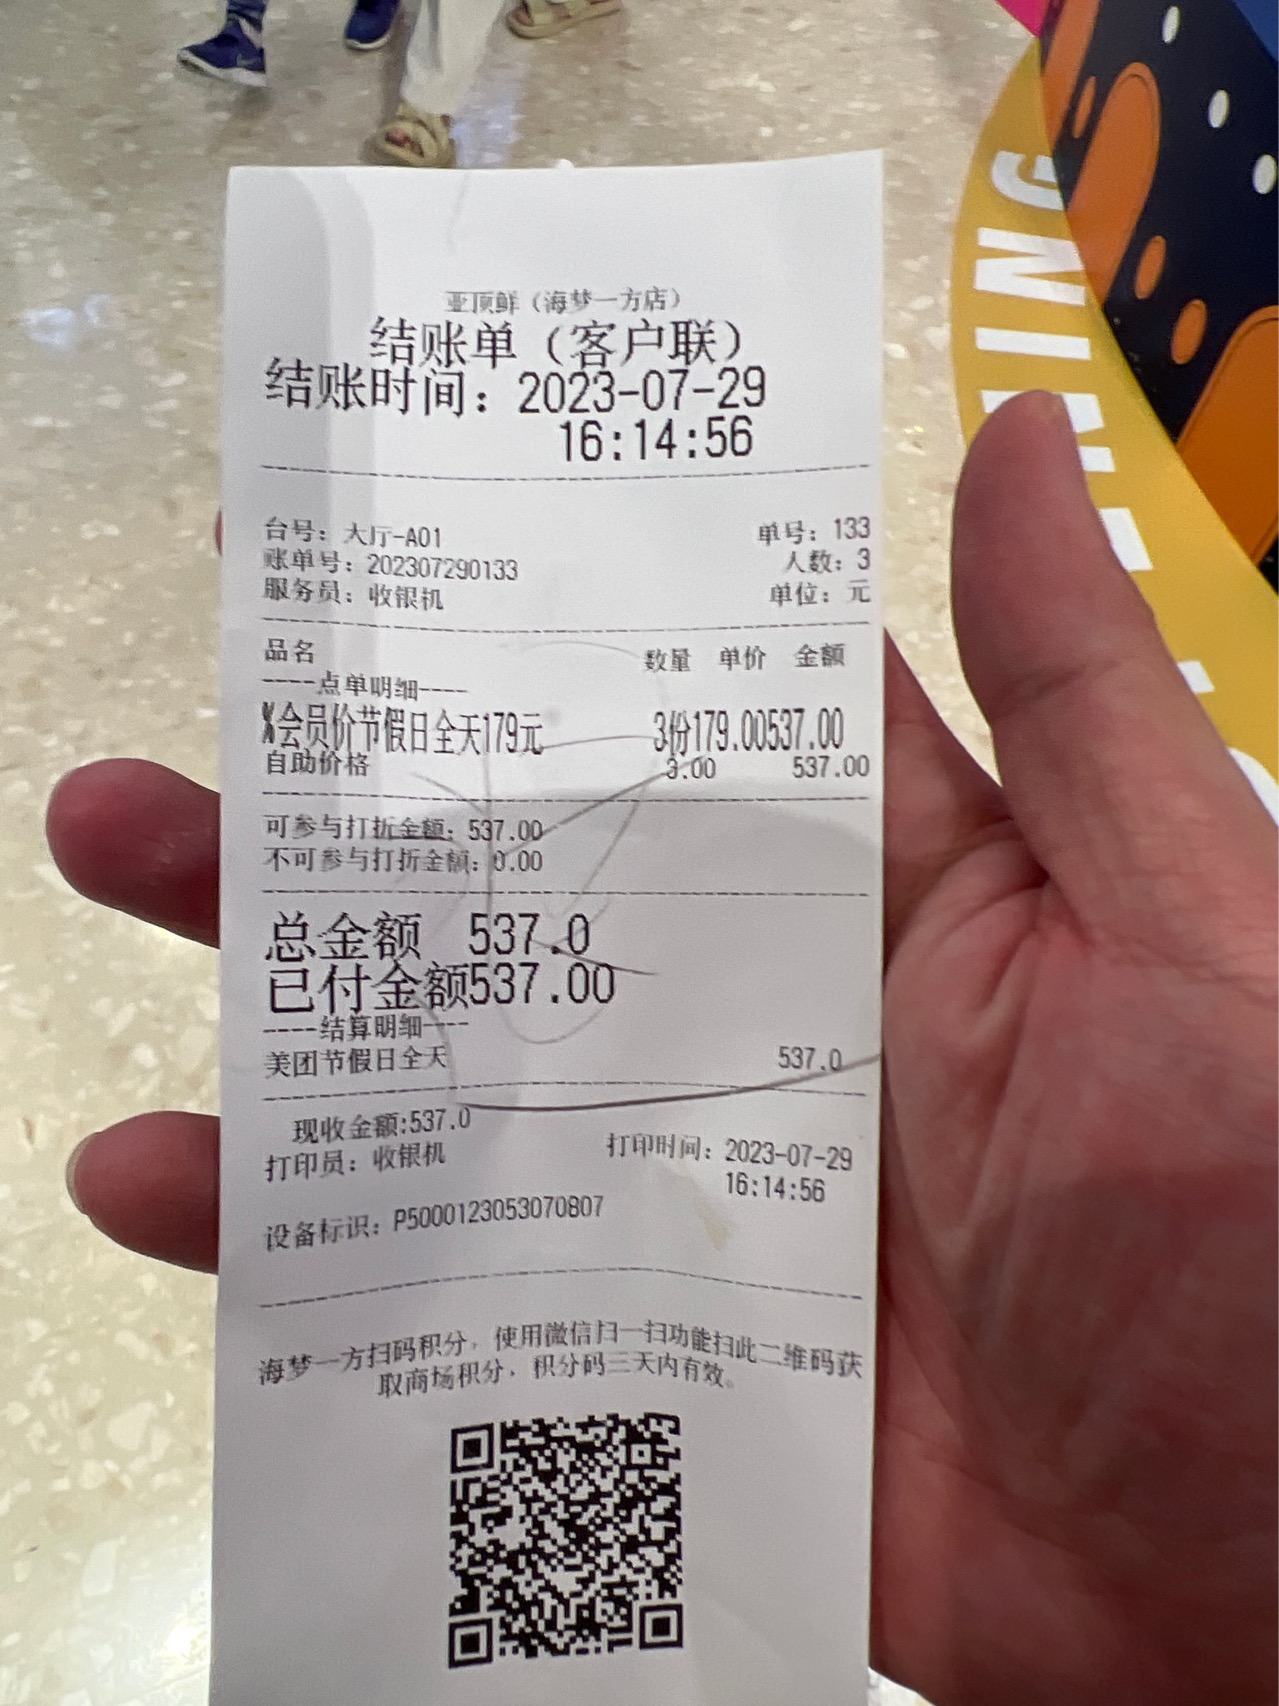 亚顶鲜（海梦一方店）
结账单（客户联）
结账时间：2023-07-29
16:14:56
台号：大厅-A01 单号：133
账单号：202307290133 人数：3
服务员：收银机 单位：元
品名 数量 单价 金额
----点单明细----
%会员价节假日全天179元 3份179.00537.00
自助价格 3.00 537.00
可参与打折金额：537.00
不可参与打折金额：0.00
总金额 537.0
已付金额537.00
----结算明细----
美团节假日全天 537.0
现收金额:537.0
打印员：收银机 打印时间：2023-07-29
16:14:56
设备标识：P5000123053070807
海梦一方扫码积分，使用微信扫一扫功能扫此二维码获
取商场积分，积分码三天内有效。